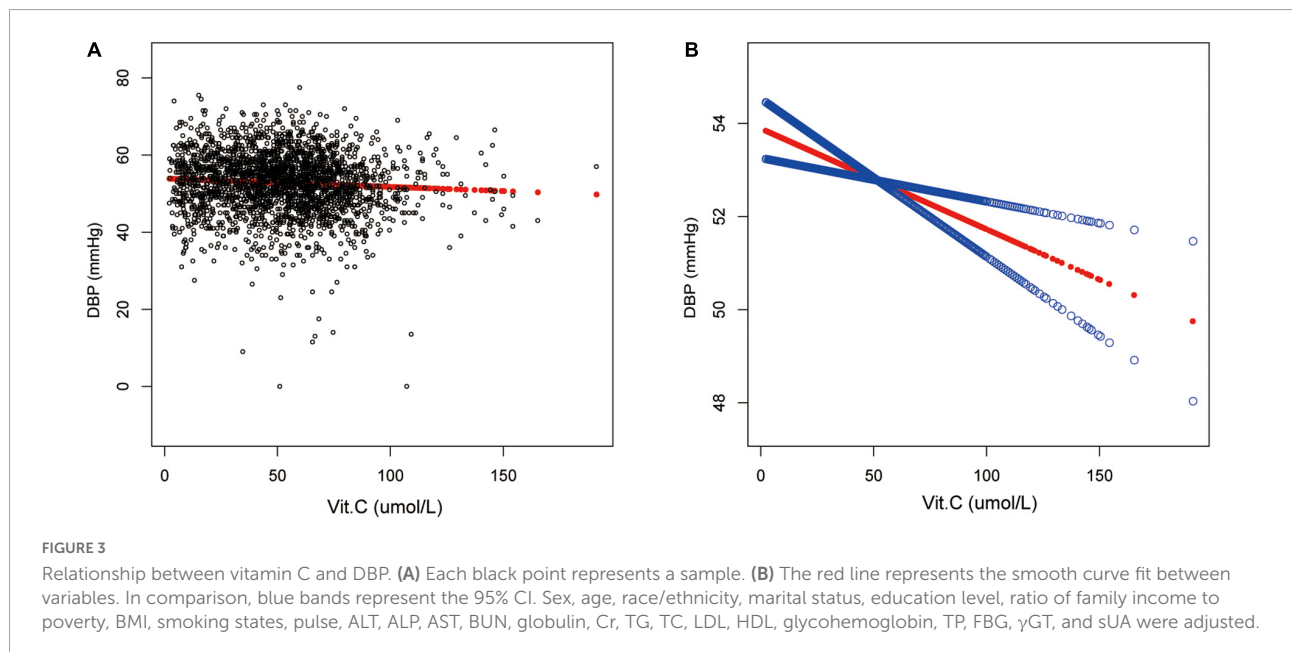 A
DBP (mmHg)
80
60
40
20
0
0 50 100 150
Vit.C (umol/L)
B
DBP (mmHg)
54
52
50
48
0 50 100 150
Vit.C (umol/L)
FIGURE 3
Relationship between vitamin C and DBP. (A) Each black point represents a sample. (B) The red line represents the smooth curve fit between
variables. In comparison, blue bands represent the 95% CI. Sex, age, race/ethnicity, marital status, education level, ratio of family income to
poverty, BMI, smoking states, pulse, ALT, ALP, AST, BUN, globulin, Cr, TG, TC, LDL, HDL, glycohemoglobin, TP, FBG, γGT, and sUA were adjusted.